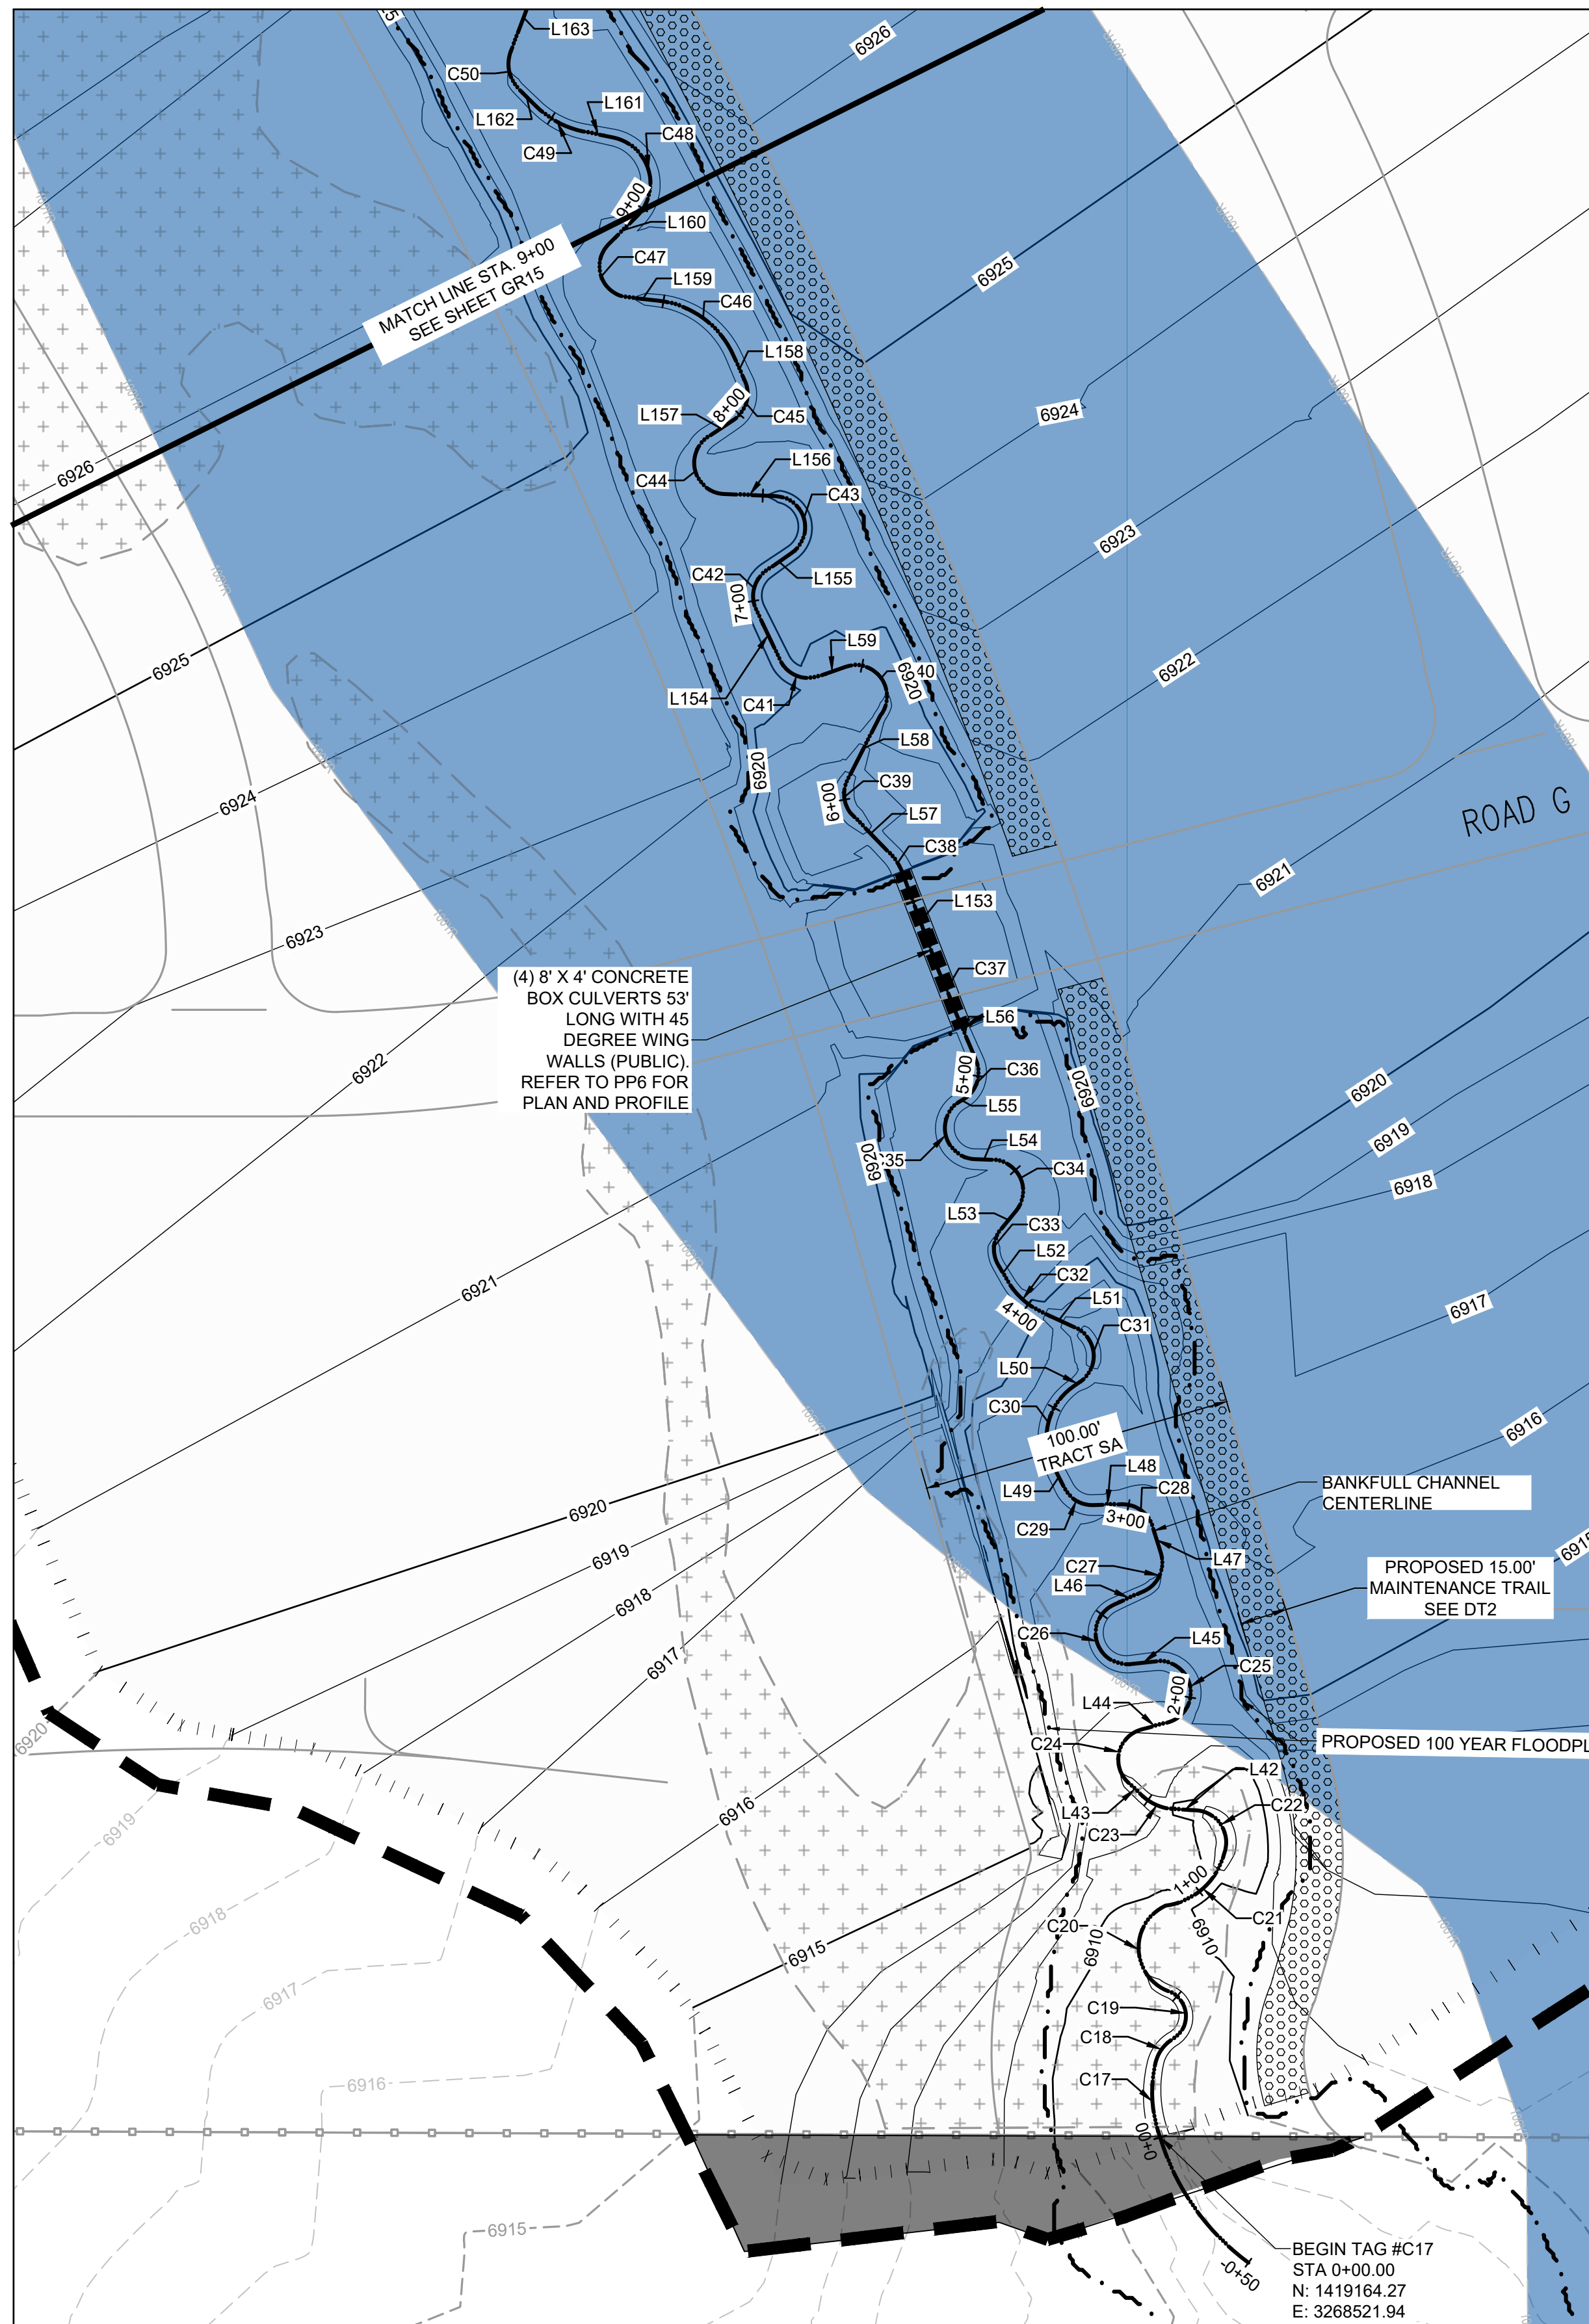 L163
6926
C50
L161
L162
C48
C49
9+00
L160
C47
MATCH LINE STA. 9+00
SEE SHEET GR15
L159
6925
C46
L158
8+00
6924
L157
C45
L156
6926
C44
C43
6923
C42
L155
7+00
L59
6925
6920
40
6922
L154
C41
L58
6920
C39
6924
6+00
L57
ROAD G
C38
6921
L153
6923
C37
(4) 8' X 4' CONCRETE
BOX CULVERTS 53'
LONG WITH 45
DEGREE WING
WALLS (PUBLIC).
REFER TO PP6 FOR
PLAN AND PROFILE
L56
6922
5+00
C36
6920
6920
L55
6919
L54
6920
35
C34
6918
L53
C33
L52
C32
6921
L51
6917
4+00
C31
L50
C30
100.00'
TRACT SA
6916
L48
L49
C28
BANKFULL CHANNEL
CENTERLINE
6920
C29
3+00
6919
L47
6915
C27
L46
PROPOSED 15.00'
MAINTENANCE TRAIL
SEE DT2
6918
C26
L45
6917
C25
2+00
L44
6920
C24
PROPOSED 100 YEAR FLOODPL
L42
6916
L43
C22
C23
6919
1+00
6918
C20
C21
6910
6910
6915
6917
C19
C18
C17
6916
0+00
6915
-0+50
BEGIN TAG #C17
STA 0+00.00
N: 1419164.27
E: 3268521.94
100YR